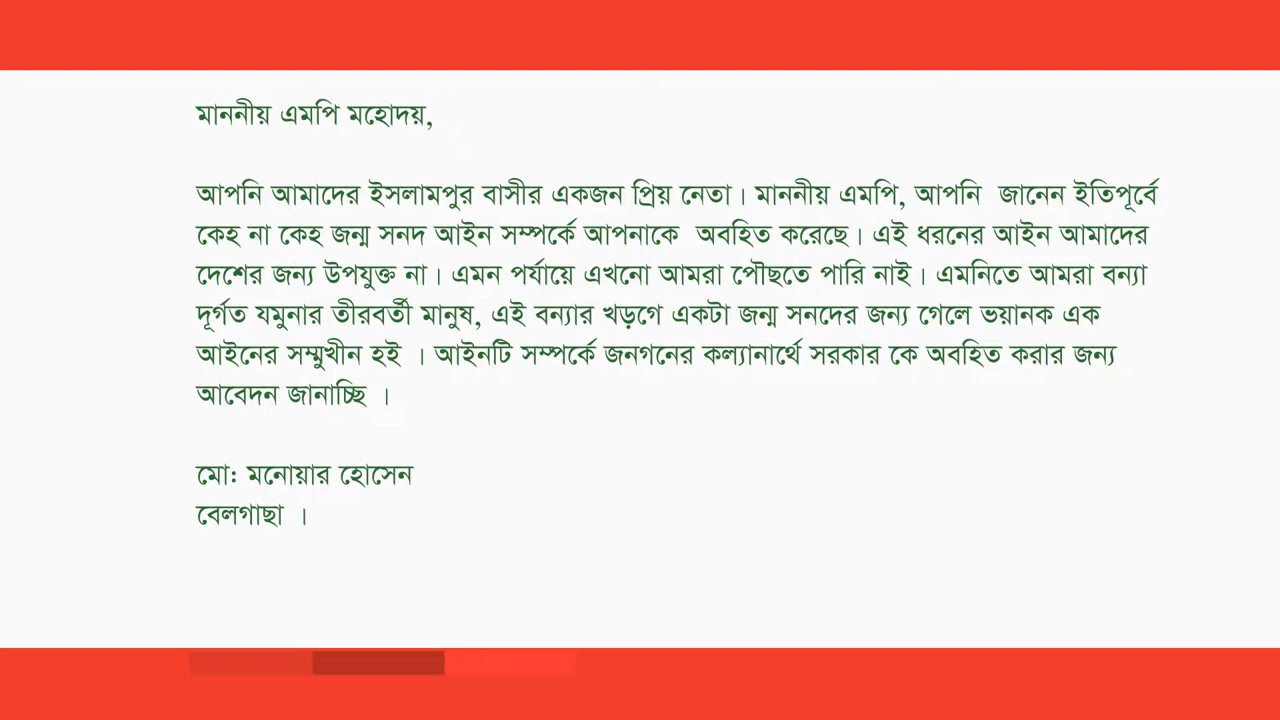 মাননীয় এমপি মহোদয়,
আপনি আমাদের ইসলামপুর বাসীর একজন প্রিয় নেতা। মাননীয় এমপি, আপনি জানেন ইতিপূর্বে
কেহ না কেহ জন্ম সনদ আইন সম্পর্কে আপনাকে অবহিত করেছে। এই ধরনের আইন আমাদের
দেশের জন্য উপযুক্ত না। এমন পর্যায়ে এখনো আমরা পৌছতে পারি নাই। এমনিতে আমরা বন্যা
দূর্গত যমুনার তীরবর্তী মানুষ, এই বন্যার খড়গে একটা জন্ম সনদের জন্য গেলে ভয়ানক এক
আইনের সম্মুখীন হই । আইনটি সম্পর্কে জনগনের কল্যানার্থে সরকার কে অবহিত করার জন্য
আবেদন জানাচ্ছি ।
মো: মনোয়ার হোসেন
বেলগাছা ।